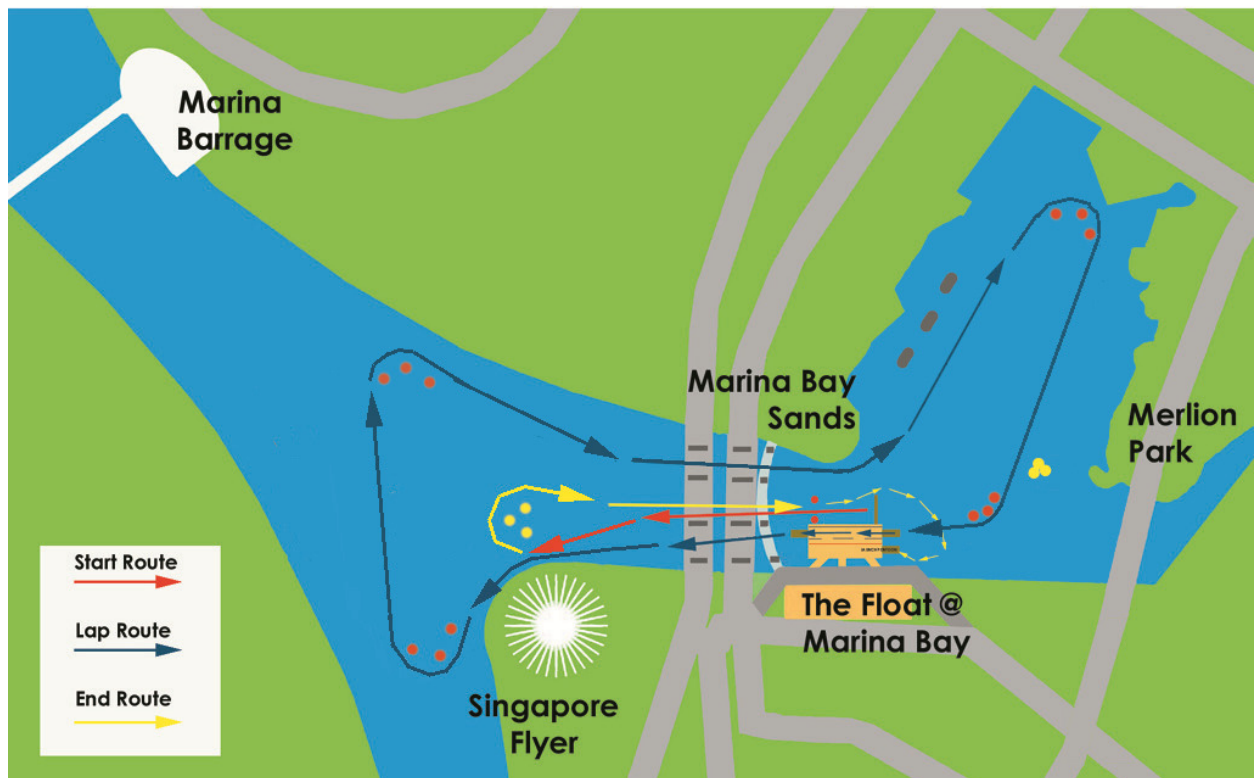 Marina
Barrage
Marina Bay
Sands
Merlion
Park
Start Route
Lap Route
End Route
The Float @
Marina Bay
Singapore
Flyer